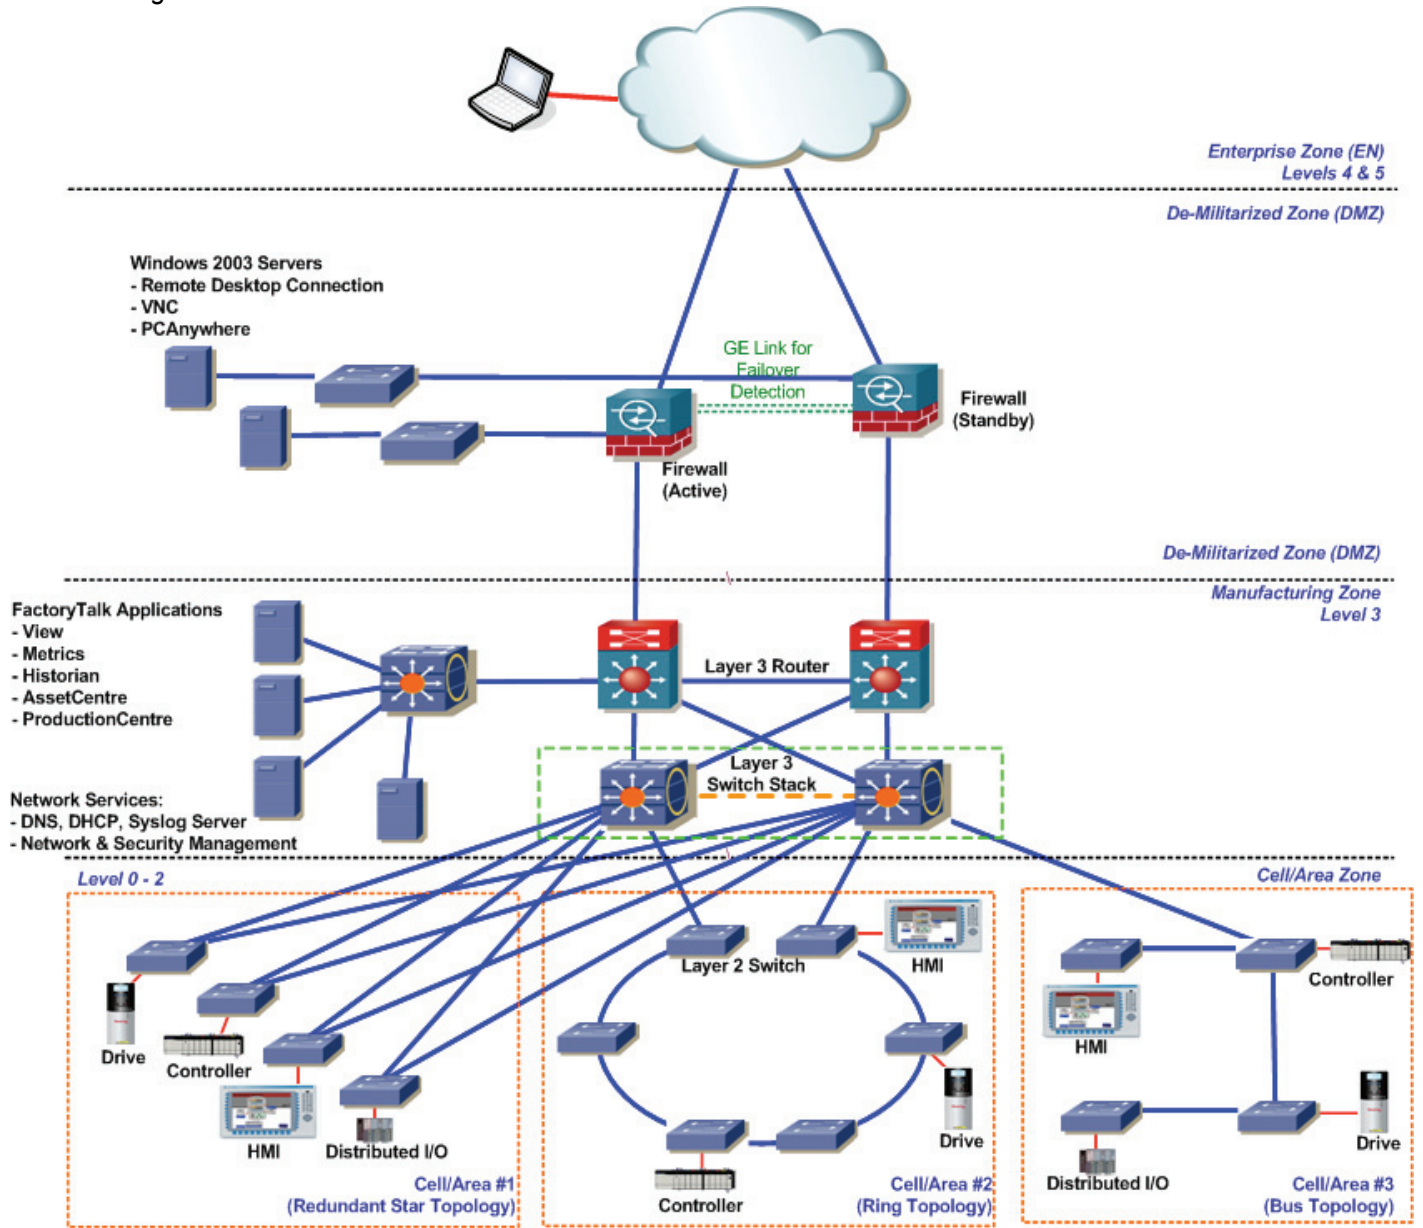 Enterprise Zone (EN)
Levels 4 & 5
De-Militarized Zone (DMZ)
Windows 2003 Servers
- Remote Desktop Connection
- VNC
- PCAnywhere
GE Link for
Failover
Detection
Firewall
(Standby)
Firewall
(Active)
De-Militarized Zone (DMZ)
Manufacturing Zone
Level 3
FactoryTalk Applications
- View
- Metrics
- Historian
- AssetCentre
- ProductionCentre
Layer 3 Router
Layer 3
Switch Stack
Network Services:
- DNS, DHCP, Syslog Server
- Network & Security Management
Level 0 - 2
Cell/Area Zone
Drive
Controller
HMI
Distributed I/O
Cell/Area #1
(Redundant Star Topology)
Layer 2 Switch
HMI
Drive
Controller
Cell/Area #2
(Ring Topology)
Controller
HMI
Drive
Distributed I/O
Cell/Area #3
(Bus Topology)